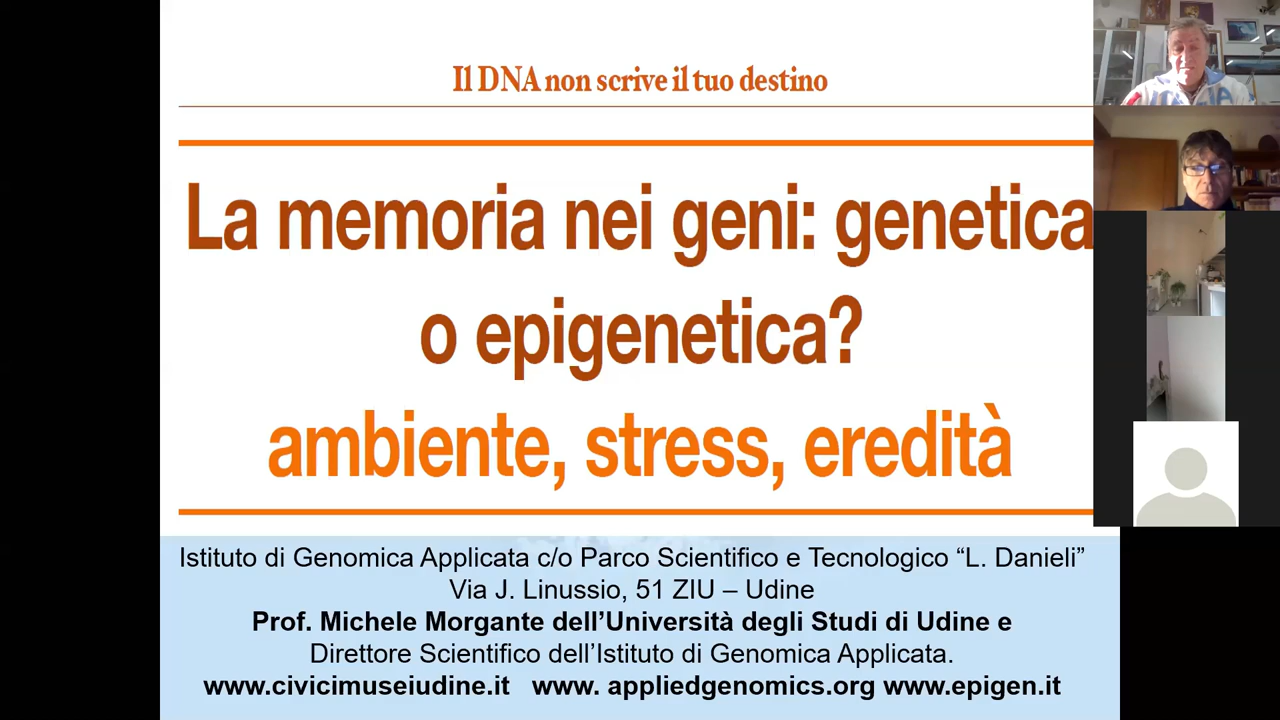 Il DNA non scrive il tuo destino
La memoria nei geni: genetica
o epigenetica?
ambiente, stress, eredità
Istituto di Genomica Applicata c/o Parco Scientifico e Tecnologico “L. Danieli”
Via J. Linussio, 51 ZIU – Udine
Prof. Michele Morgante dell’Università degli Studi di Udine e
Direttore Scientifico dell’Istituto di Genomica Applicata.
www.civicimuseiudine.it www. appliedgenomics.org www.epigen.it